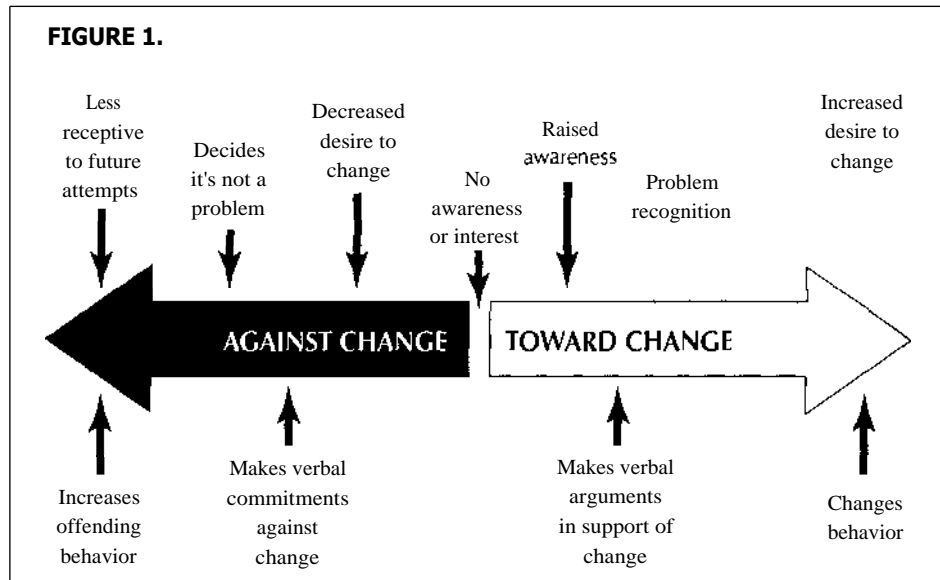 FIGURE 1.
Less
receptive
to future
attempts
Decides
it's not a
problem
Decreased
desire to
change
No
awareness
or interest
Raised
awareness
Problem
recognition
Increased
desire to
change
AGAINST CHANGE
TOWARD CHANGE
Increases
offending
behavior
Makes verbal
commitments
against
change
Makes verbal
arguments
in support of
change
Changes
behavior